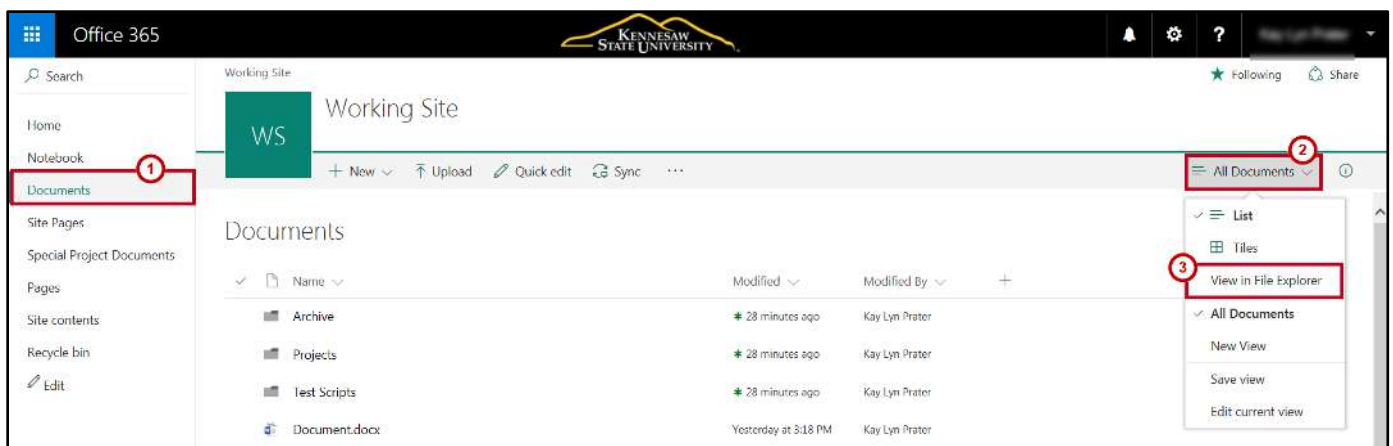 Office 365
KENNESAW
STATE UNIVERSITY
?
Search
Home
Notebook
1
Documents
Site Pages
Special Project Documents
Pages
Site contents
Recycle bin
Edit
Working Site
Following Share
WS
Working Site
+ New Upload Quick edit Sync ...
2
All Documents
Documents
Name Modified Modified By +
Archive 28 minutes ago Kay Lyn Prater
Projects 28 minutes ago Kay Lyn Prater
Test Scripts 28 minutes ago Kay Lyn Prater
Document.docx Yesterday at 3:18 PM Kay Lyn Prater
List
Tiles
3
View in File Explorer
All Documents
New View
Save view
Edit current view